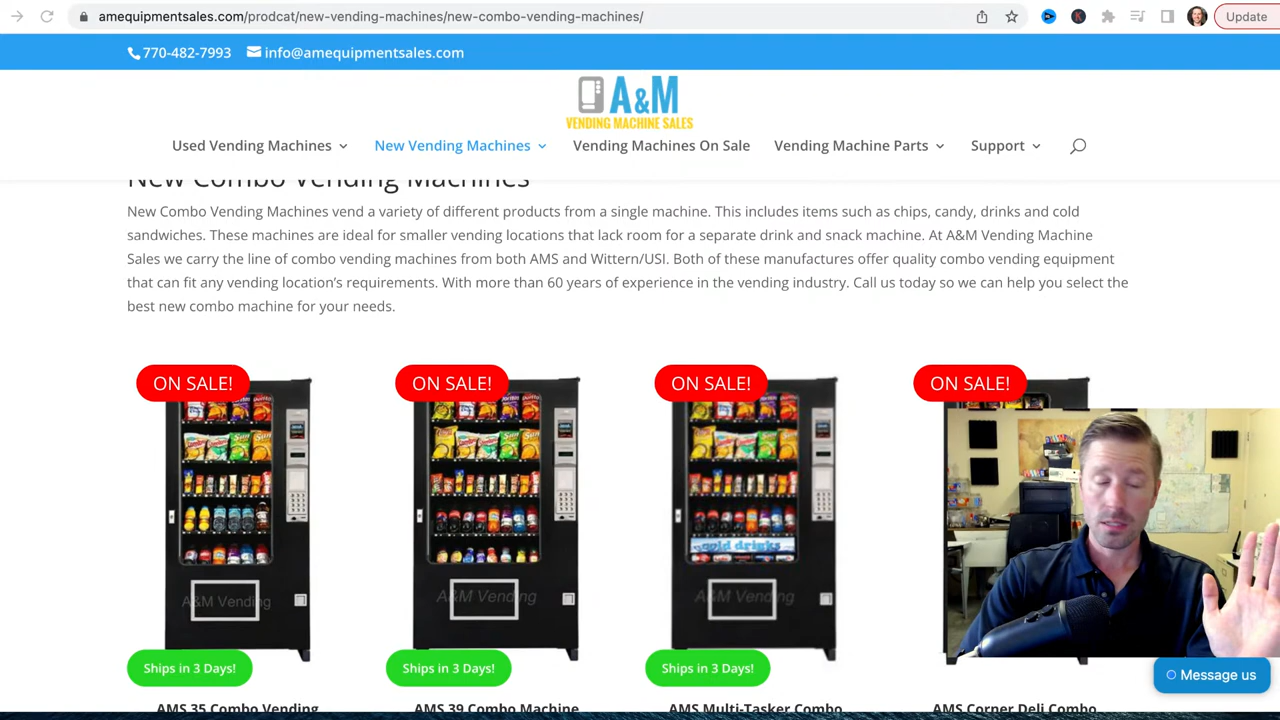 amequipmentsales.com/prodcat/new-vending-machines/new-combo-vending-machines/
Update
770-482-7993 info@amequipmentsales.com
A&M
VENDING MACHINE SALES
Used Vending Machines New Vending Machines Vending Machines On Sale Vending Machine Parts Support
New Combo Vending Machines
New Combo Vending Machines vend a variety of different products from a single machine. This includes items such as chips, candy, drinks and cold
sandwiches. These machines are ideal for smaller vending locations that lack room for a separate drink and snack machine. At A&M Vending Machine
Sales we carry the line of combo vending machines from both AMS and Wittern/USI. Both of these manufactures offer quality combo vending equipment
that can fit any vending location's requirements. With more than 60 years of experience in the vending industry. Call us today so we can help you select the
best new combo machine for your needs.
ON SALE! ON SALE! ON SALE! ON SALE!
cold drinks
A&M Vending A&M Vending A&M Vending
Ships in 3 Days! Ships in 3 Days! Ships in 3 Days!
Message us
AMS 35 Combo Vending AMS 39 Combo Machine AMS Multi-Tasker Combo AMS Corner Deli Combo